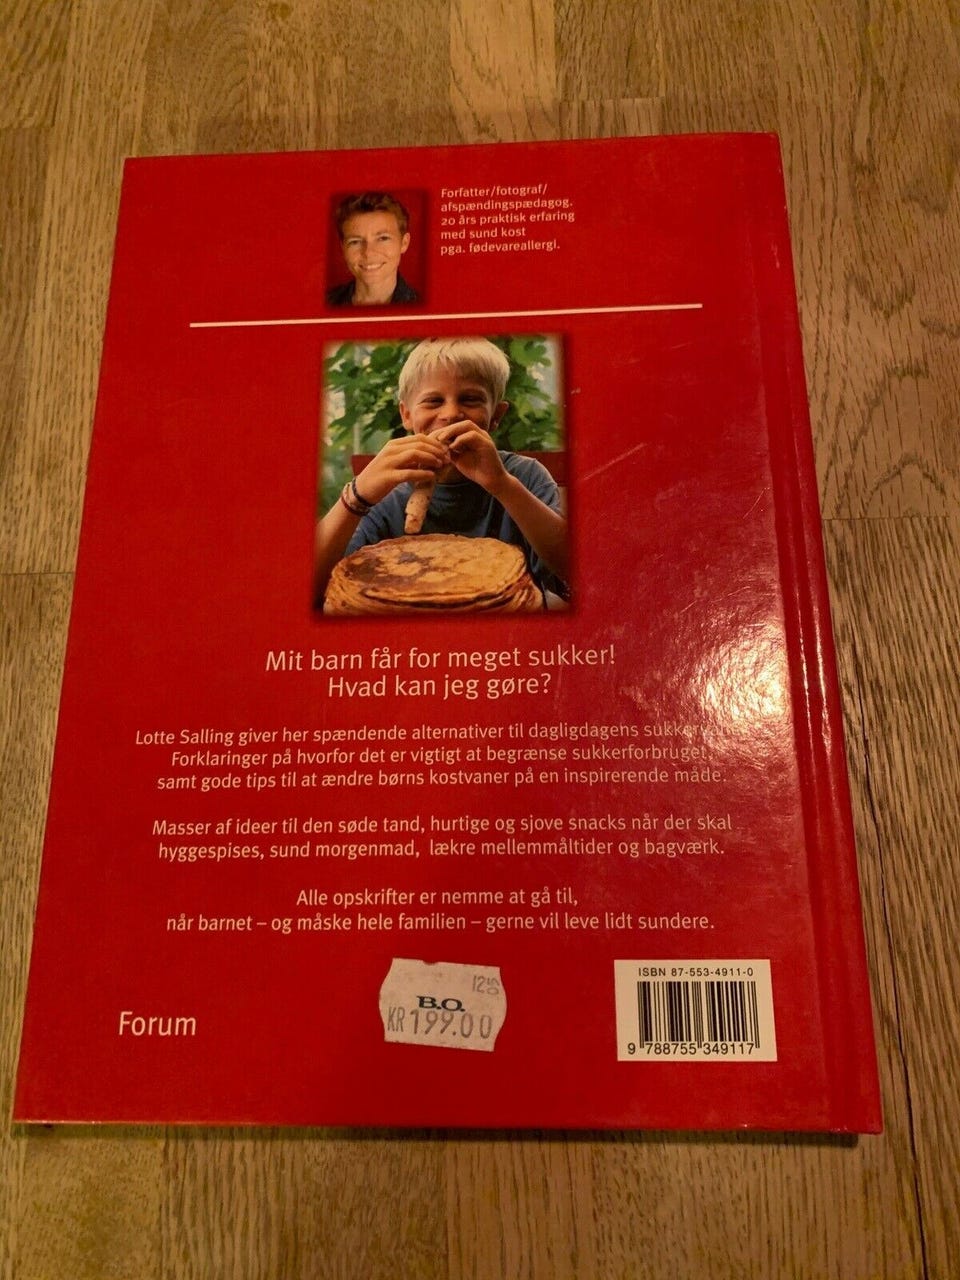 Forfatter/fotograf/
afspændingspædagog.
20 års praktisk erfaring
med sund kost
pga. fødevareallergi.
Mit barn får for meget sukker!
Hvad kan jeg gøre?
Lotte Salling giver her spændende alternativer til dagligdagens
Forklaringer på hvorfor det er vigtigt at begrænse sukkerforbruget,
samt gode tips til at ændre børns kostvaner på en inspirerende måde.
Masser af ideer til den søde tand, hurtige og sjove snacks når der skal
hyggespises, sund morgenmad, lækre mellemmåltider og bagværk.
Alle opskrifter er nemme at gå til,
når barnet – og måske hele familien – gerne vil leve lidt sundere.
Forum
1205
B.O.
KR 199.00
ISBN 87-553-4911-0
9 788755 349117